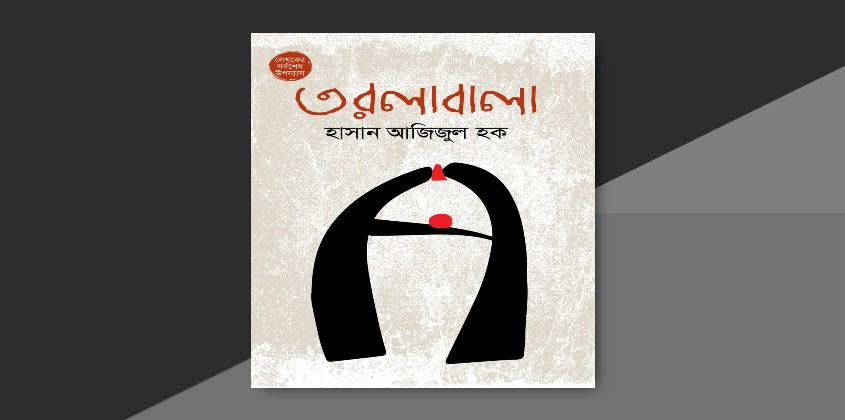 লেখকের
সর্বশেষ
উপন্যাস
তরলাবালা
হাসান আজিজুল হক